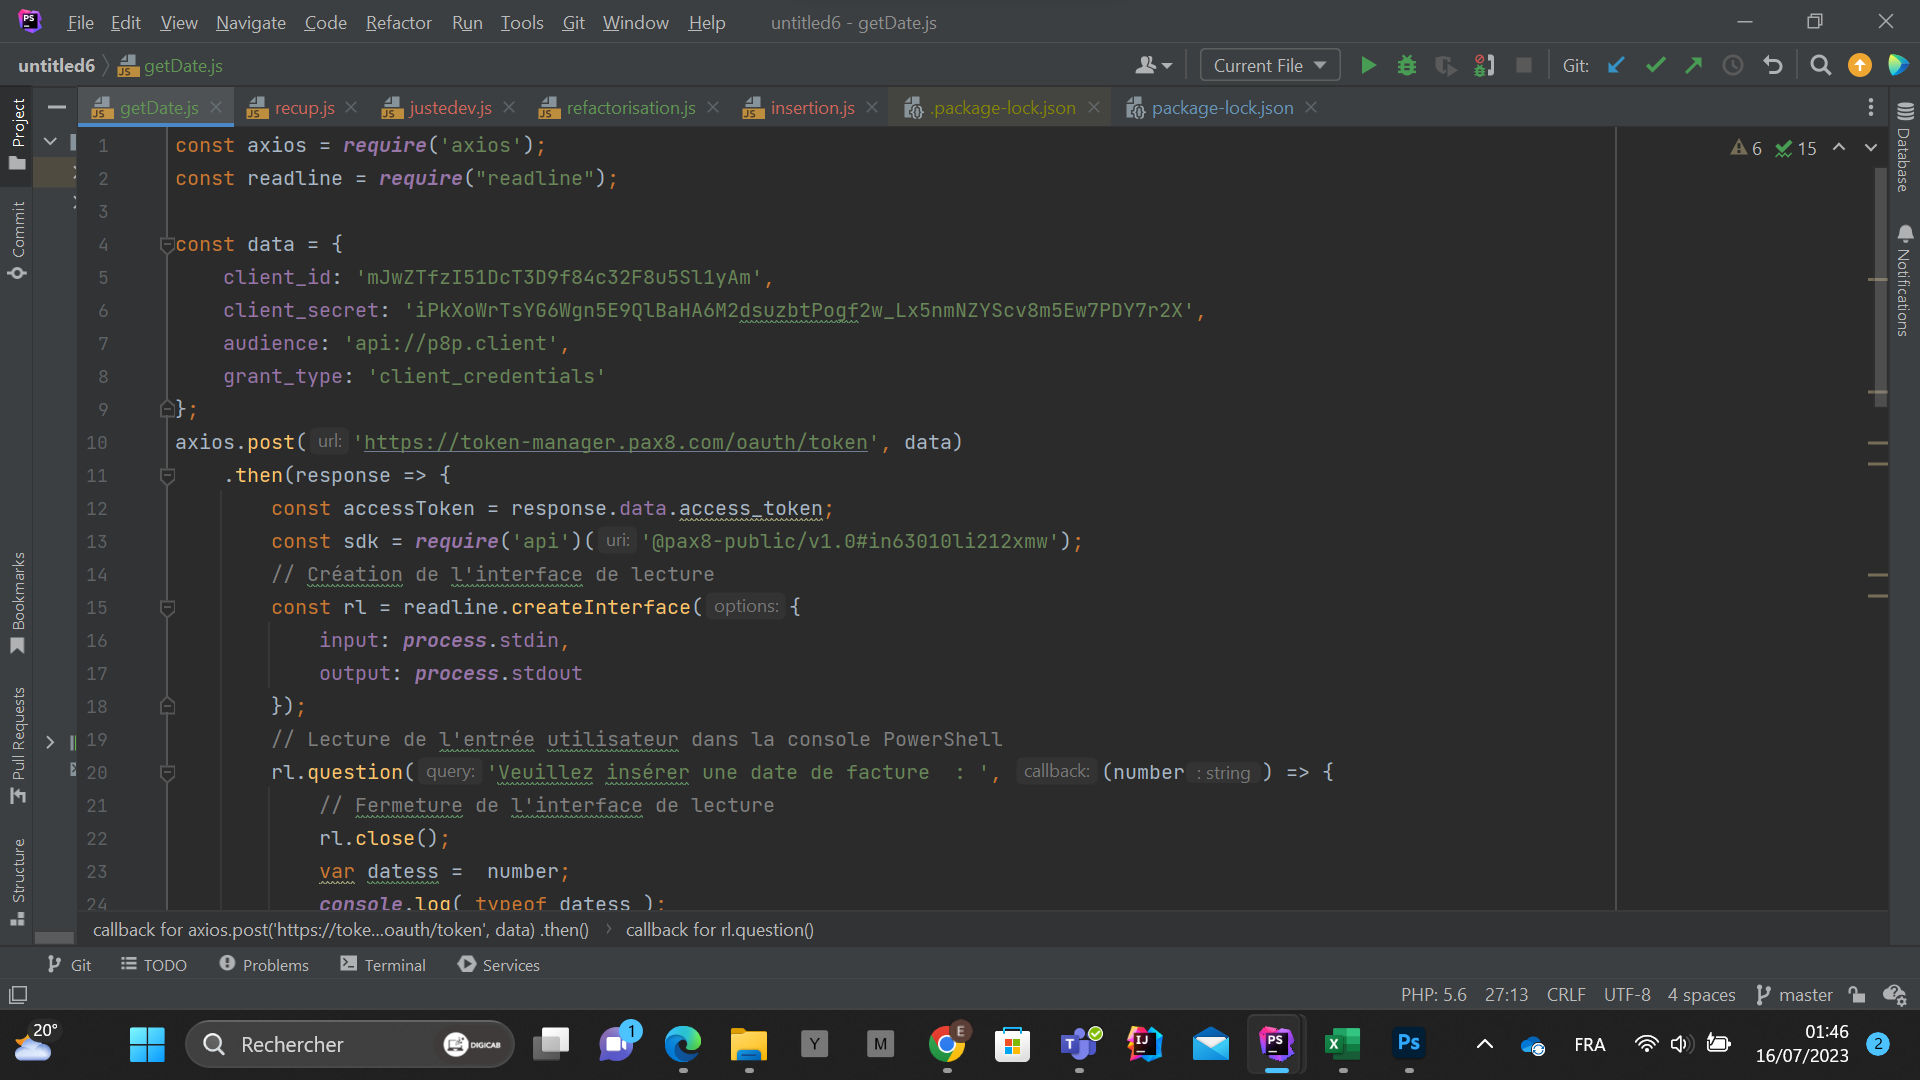 File Edit View Navigate Code Refactor Run Tools Git Window Help untitled6 - getDate.js
untitled6 getDate.js Current File Git:
getDate.js recup.js justedev.js refactorisation.js insertion.js .package-lock.json package-lock.json
6 15
1 const axios = require('axios');
2 const readline = require("readline");
3
4 const data = {
5 client_id: 'mJwZTfzI51DcT3D9f84c32F8u5Sl1yAm',
6 client_secret: 'iPkXoWrTsYG6Wgn5E9QlBaHA6M2dsuzbtPogf2w_Lx5nmNZYScv8m5Ew7PDY7r2X',
7 audience: 'api://p8p.client',
8 grant_type: 'client_credentials'
9 };
10 axios.post( url: 'https://token-manager.pax8.com/oauth/token', data)
11 .then(response => {
12 const accessToken = response.data.access_token;
13 const sdk = require('api')( uri: '@pax8-public/v1.0#in63010li212xmw');
14 // Création de l'interface de lecture
15 const rl = readline.createInterface( options: {
16 input: process.stdin,
17 output: process.stdout
18 });
19 // Lecture de l'entrée utilisateur dans la console PowerShell
20 rl.question( query: 'Veuillez insérer une date de facture  : ', callback: (number : string ) => {
21 // Fermeture de l'interface de lecture
22 rl.close();
23 var datess =  number;
24 console.log( typeof datess );
callback for axios.post('https://toke...oauth/token', data) .then() callback for rl.question()
Project
Commit
Bookmarks
Pull Requests
Structure
Database
Notifications
Git TODO Problems Terminal Services
PHP: 5.6 27:13 CRLF UTF-8 4 spaces master
20°
Rechercher
DIGICAB
1
Y
M
E
T
IJ
PS
X
Ps
FRA
01:46
16/07/2023
2